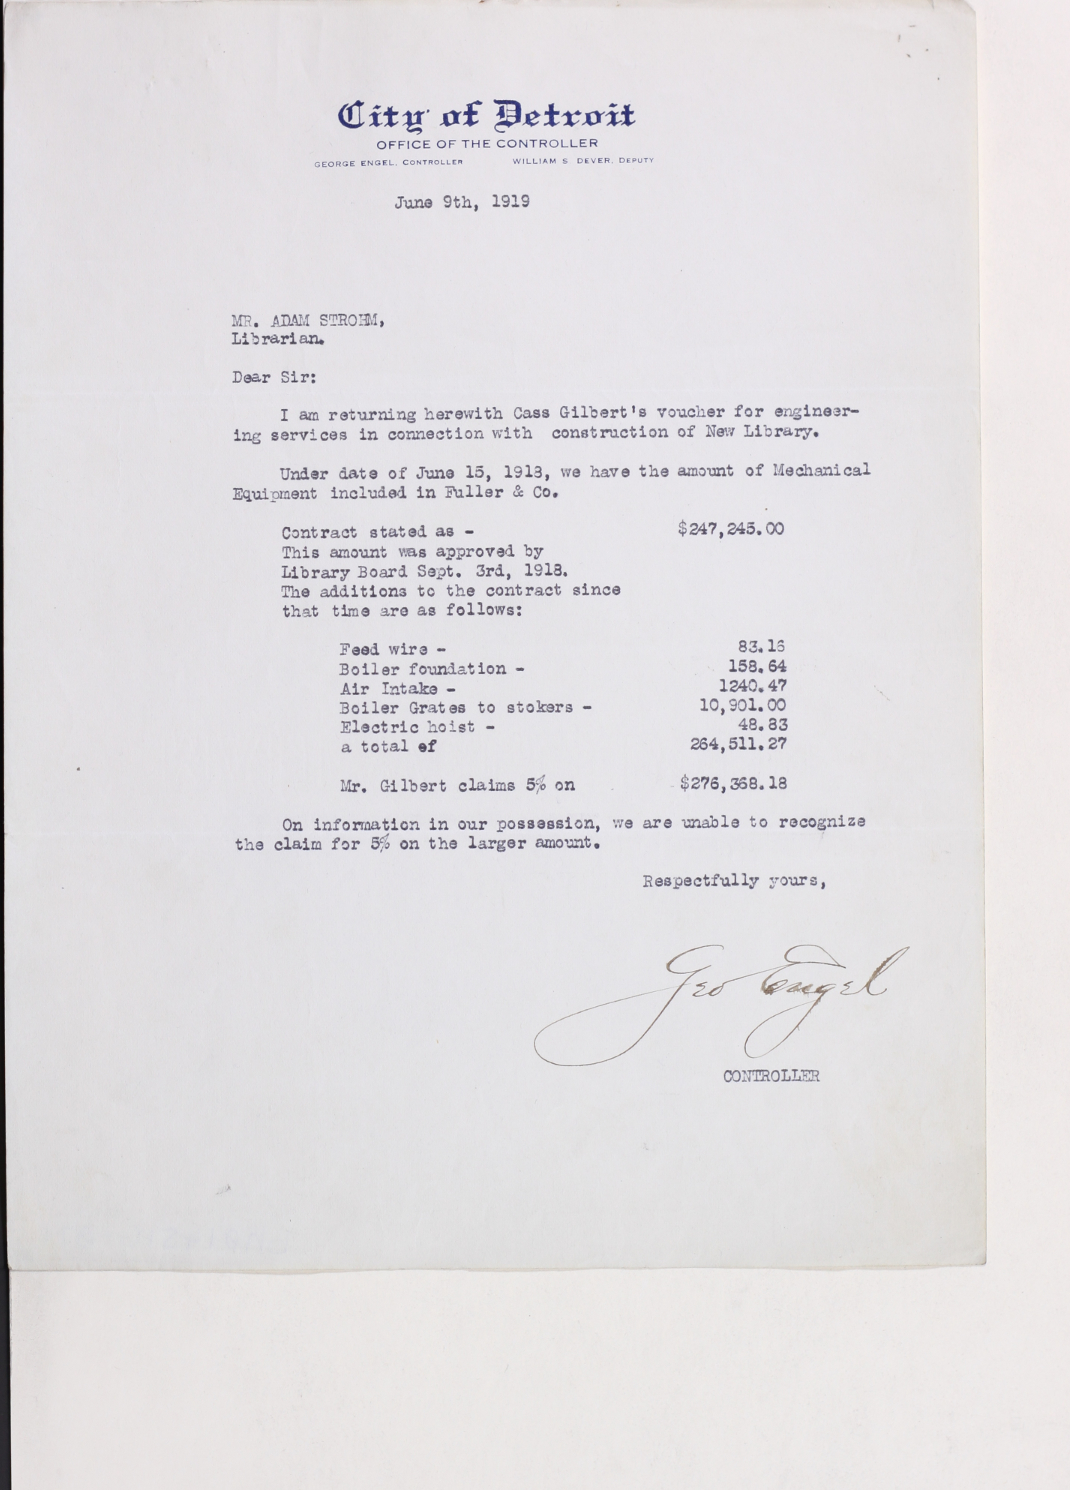 City of Detroit
OFFICE OF THE CONTROLLER
GEORGE ENGEL, CONTROLLER WILLIAM S. DEVER, DEPUTY
June 9th, 1919
MR. ADAM STROHM,
Librarian.
Dear Sir:
I am returning herewith Cass Gilbert's voucher for engineer-
ing services in connection with construction of New Library.
Under date of June 15, 1918, we have the amount of Mechanical
Equipment included in Fuller & Co.
Contract stated as - $247,245.00
This amount was approved by
Library Board Sept. 3rd, 1918.
The additions to the contract since
that time are as follows:
Feed wire - 83.16
Boiler foundation - 158.64
Air Intake - 1240.47
Boiler Grates to stokers - 10,901.00
Electric hoist - 48.83
a total of 264,511.27
Mr. Gilbert claims 5% on $276,368.18
On information in our possession, we are unable to recognize
the claim for 5% on the larger amount.
Respectfully yours,
Geo Engel
CONTROLLER